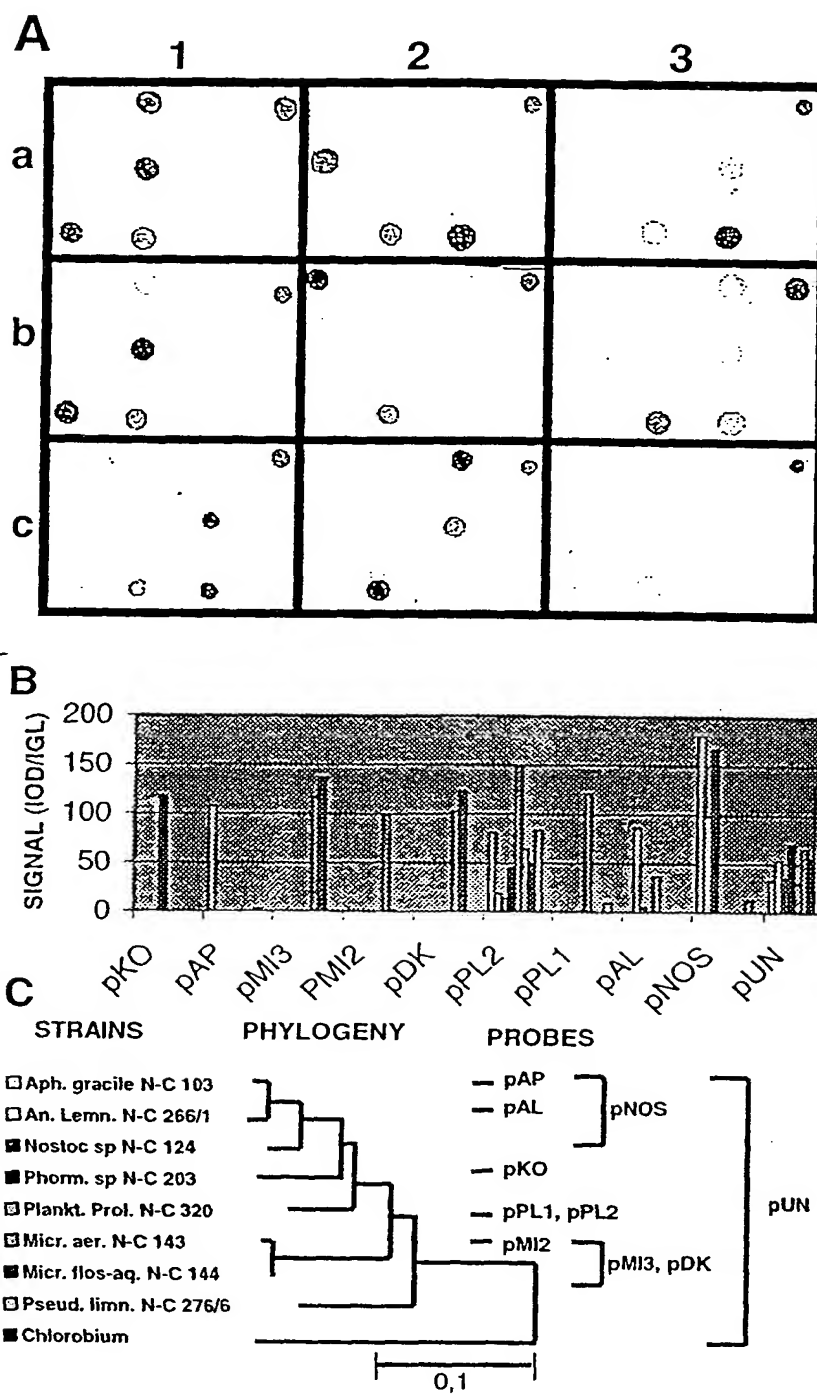 A
1 2 3
a
b
c
B
SIGNAL (IOD/IGL)
200
150
100
50
0
pKO pAP pMI3 PMI2 pDK pPL2 pPL1 pAL pNOS pUN
C
STRAINS PHYLOGENY PROBES
Aph. gracile N-C 103 pAP
pNOS
An. Lemn. N-C 266/1 pAL
Nostoc sp N-C 124
Phorm. sp N-C 203 pKO
Plankt. Prol. N-C 320 pPL1, pPL2
pUN
Micr. aer. N-C 143 pMI2
pMI3, pDK
Micr. flos-aq. N-C 144
Pseud. limn. N-C 276/6
Chlorobium
0,1